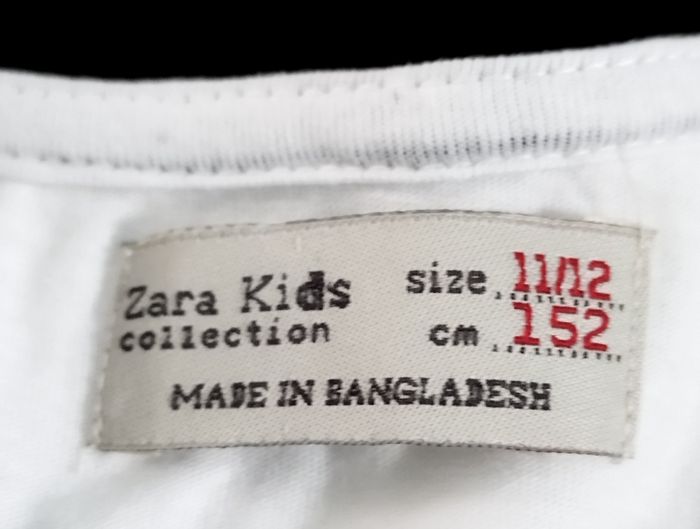 Zara Kids
collection
size 11/12
cm 152
MADE IN BANGLADESH